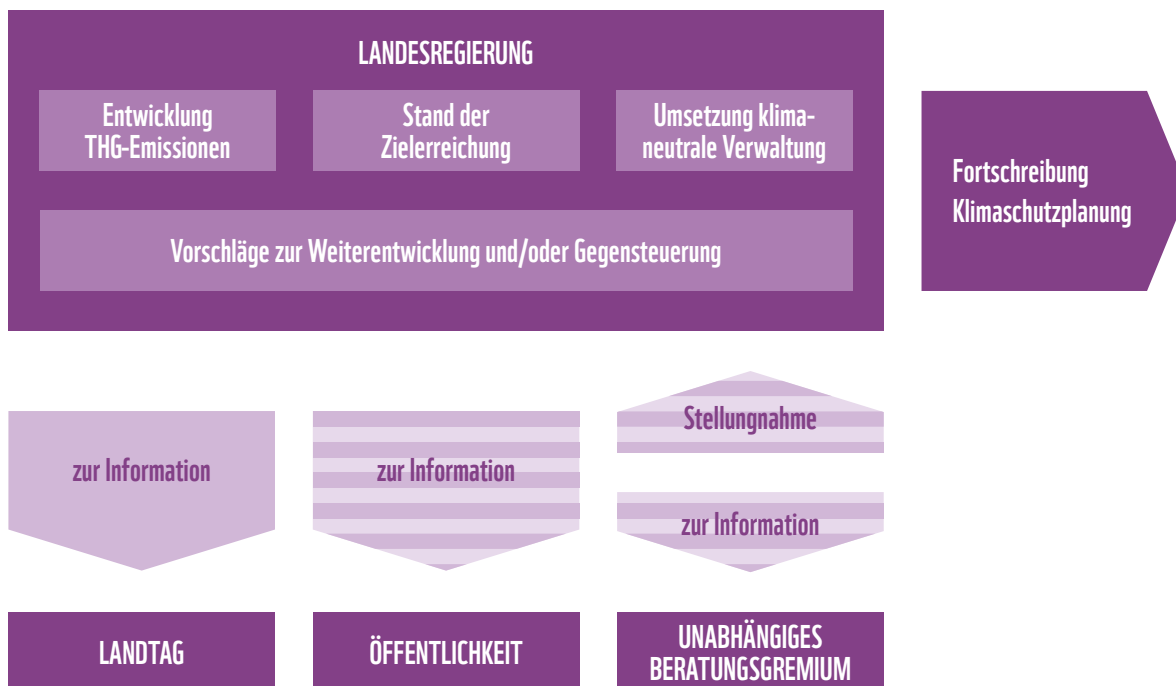 LANDESREGIERUNG
Entwicklung
THG-Emissionen
Stand der
Zielerreichung
Umsetzung klima-
neutrale Verwaltung
Vorschläge zur Weiterentwicklung und/oder Gegensteuerung
Fortschreibung
Klimaschutzplanung
zur Information
zur Information
Stellungnahme
zur Information
LANDTAG
ÖFFENTLICHKEIT
UNABHÄNGIGES
BERATUNGSGREMIUM